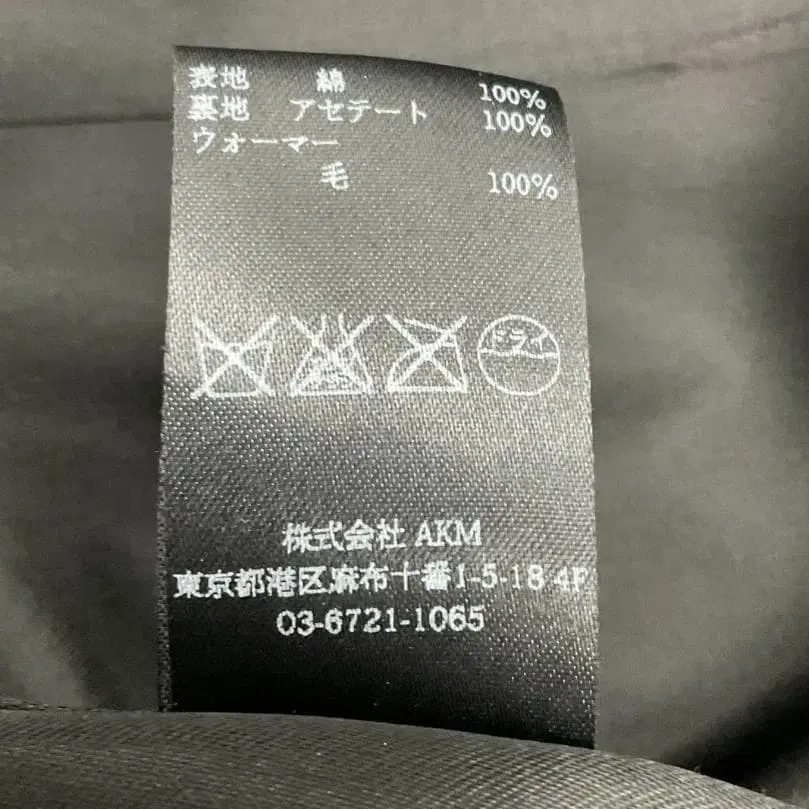 表地 綿 100%
裏地 アセテート 100%
ウォーマー
毛 100%
ドライ
株式会社 AKM
東京都港区麻布十番1-5-18 4F
03-6721-1065